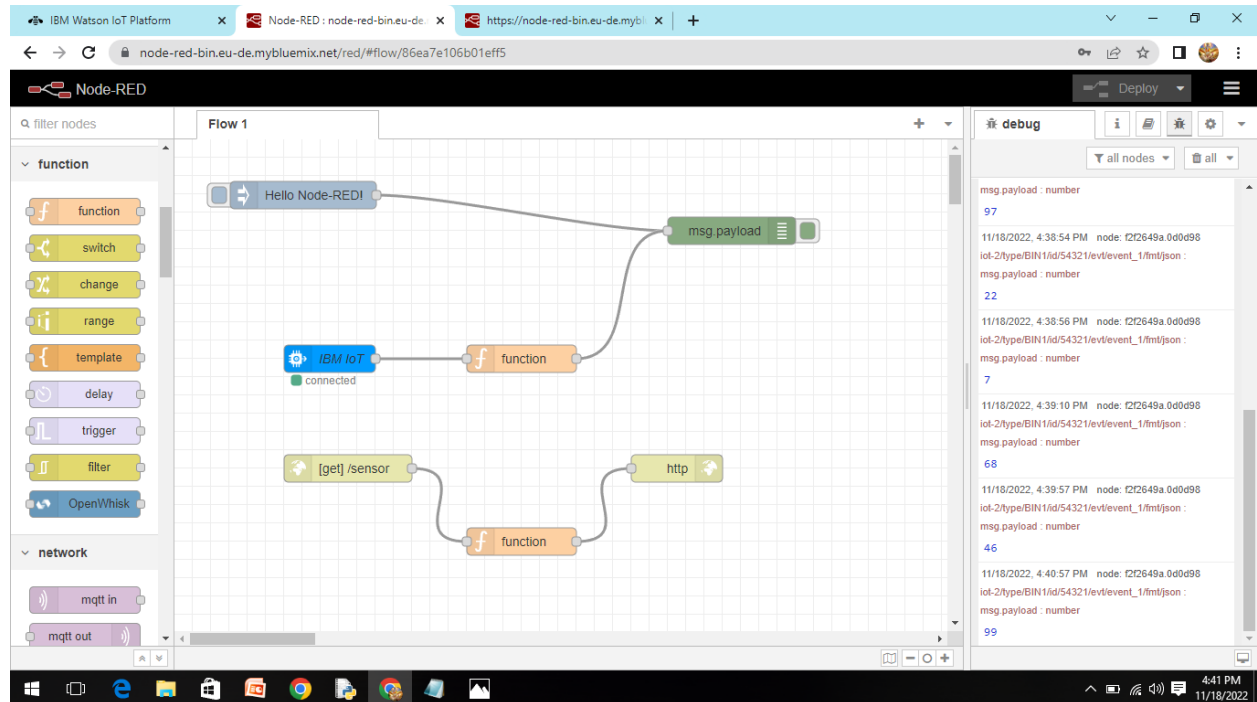 IBM Watson IoT Platform
Node-RED : node-red-bin.eu-de.
https://node-red-bin.eu-de.mybl
node-red-bin.eu-de.mybluemix.net/red/#flow/86ea7e106b01eff5
Node-RED
Deploy
filter nodes
Flow 1
debug
all nodes
all
function
function
switch
change
range
template
delay
trigger
filter
OpenWhisk
network
mqtt in
mqtt out
Hello Node-RED!
msg.payload
IBM IoT
connected
function
[get] /sensor
http
function
msg.payload : number
97
11/18/2022, 4:38:54 PM node: f2f2649a.0d0d98
iot-2/type/BIN1/id/54321/evt/event_1/fmt/json :
msg.payload : number
22
11/18/2022, 4:38:56 PM node: f2f2649a.0d0d98
iot-2/type/BIN1/id/54321/evt/event_1/fmt/json :
msg.payload : number
7
11/18/2022, 4:39:10 PM node: f2f2649a.0d0d98
iot-2/type/BIN1/id/54321/evt/event_1/fmt/json :
msg.payload : number
68
11/18/2022, 4:39:57 PM node: f2f2649a.0d0d98
iot-2/type/BIN1/id/54321/evt/event_1/fmt/json :
msg.payload : number
46
11/18/2022, 4:40:57 PM node: f2f2649a.0d0d98
iot-2/type/BIN1/id/54321/evt/event_1/fmt/json :
msg.payload : number
99
4:41 PM
11/18/2022